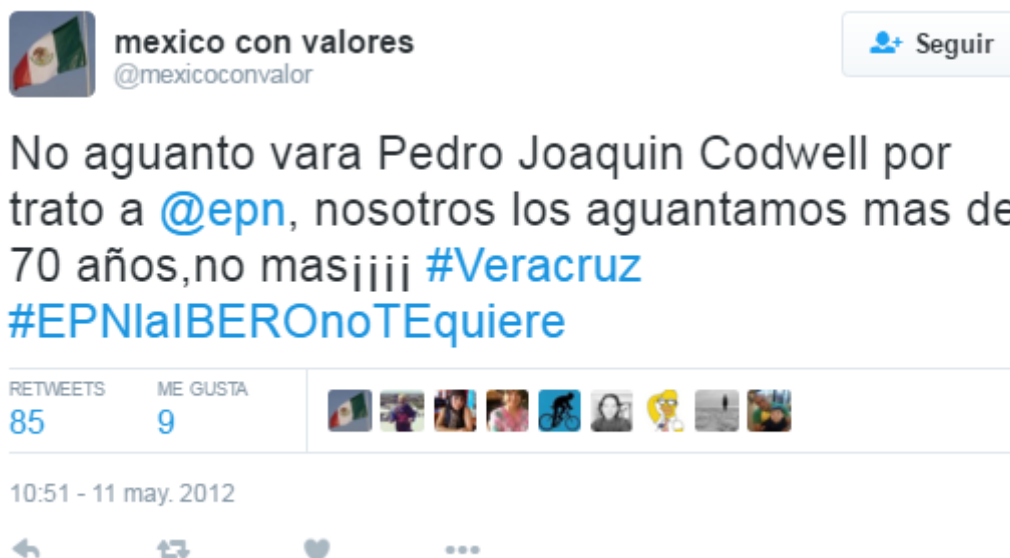 mexico con valores
@mexicoconvalor
Seguir
No aguanto vara Pedro Joaquin Codwell por
trato a @epn, nosotros los aguantamos mas de
70 años,no mas¡¡¡¡ #Veracruz
#EPNlaIBEROnoTEquiere
RETWEETS ME GUSTA
85 9
10:51 - 11 may. 2012